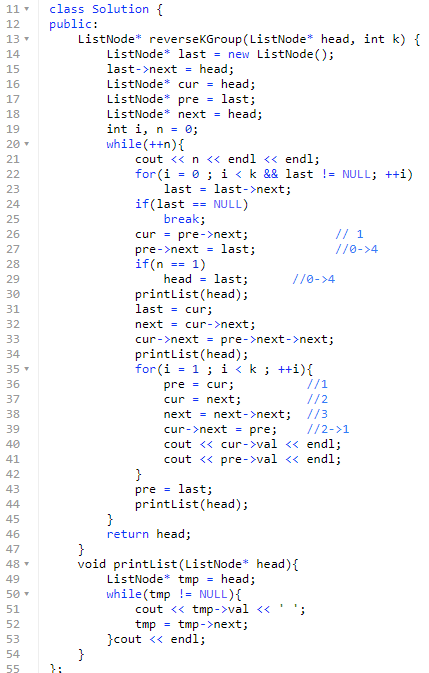 11 class Solution {
12 public:
13     ListNode* reverseKGroup(ListNode* head, int k) {
14         ListNode* last = new ListNode();
15         last->next = head;
16         ListNode* cur = head;
17         ListNode* pre = last;
18         ListNode* next = head;
19         int i, n = 0;
20         while(++n){
21             cout << n << endl << endl;
22             for(i = 0 ; i < k && last != NULL; ++i)
23                 last = last->next;
24             if(last == NULL)
25                 break;
26             cur = pre->next;            // 1
27             pre->next = last;           //0->4
28             if(n == 1)
29                 head = last;      //0->4
30             printList(head);
31             last = cur;
32             next = cur->next;
33             cur->next = pre->next->next;
34             printList(head);
35             for(i = 1 ; i < k ; ++i){
36                 pre = cur;          //1
37                 cur = next;         //2
38                 next = next->next;  //3
39                 cur->next = pre;    //2->1
40                 cout << cur->val << endl;
41                 cout << pre->val << endl;
42             }
43             pre = last;
44             printList(head);
45         }
46         return head;
47     }
48     void printList(ListNode* head){
49         ListNode* tmp = head;
50         while(tmp != NULL){
51             cout << tmp->val << ' ';
52             tmp = tmp->next;
53         }cout << endl;
54     }
55 };